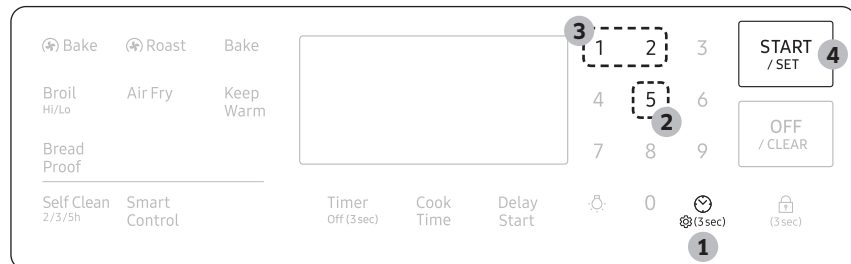 Bake Roast Bake
Broil Air Fry Keep
Hi/Lo Warm
Bread
Proof
Self Clean Smart
2/3/5h Control
Timer Cook Delay
Off (3 sec) Time Start
3
1 2 3
4 5 6
2
7 8 9
0
(3 sec)
1
START
/ SET
4
OFF
/ CLEAR
(3 sec)